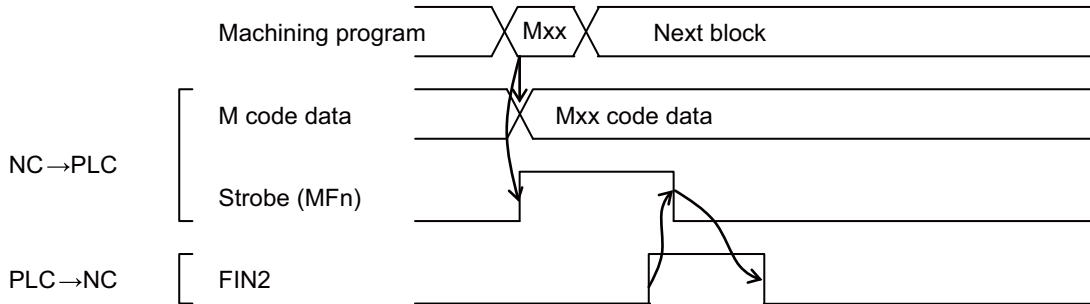 Machining program Mxx Next block
M code data Mxx code data
NC→PLC
Strobe (MFn)
PLC→NC FIN2